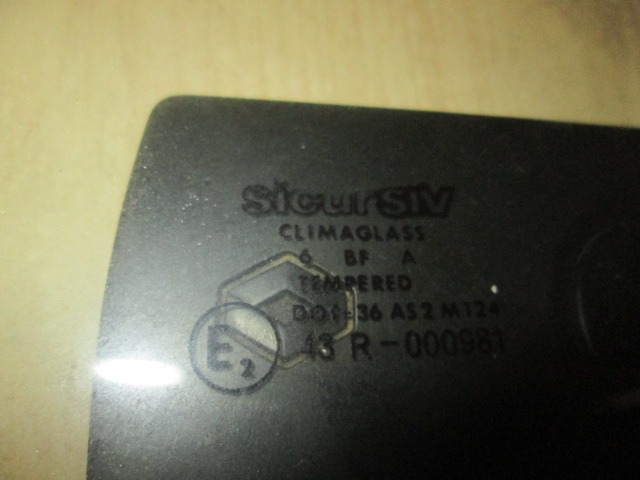 SicurSIV
CLIMAGLASS
6 BF A
TEMPERED
DOT-36 AS2 M124
E2 43 R-000981